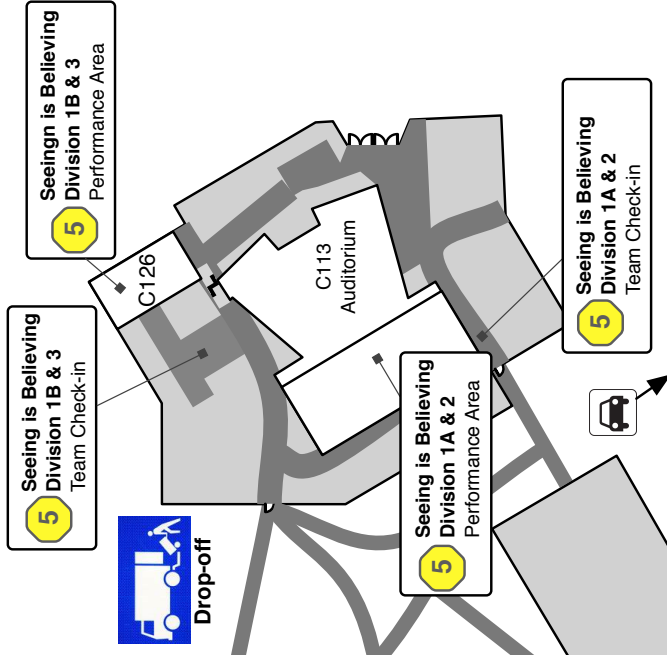 5
Seeingn is Believing
Division 1B & 3
Performance Area
C126
5
Seeing is Believing
Division 1B & 3
Team Check-in
C113
Auditorium
5
Seeing is Believing
Division 1A & 2
Team Check-in
5
Seeing is Believing
Division 1A & 2
Performance Area
Drop-off